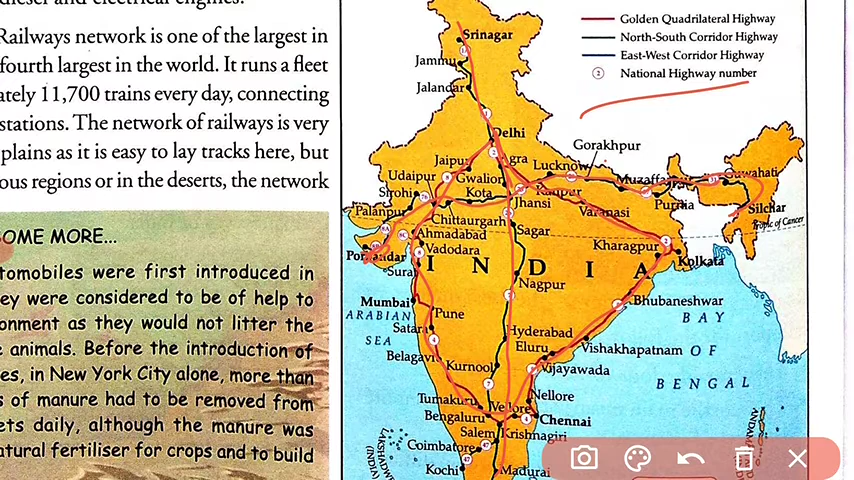 Railways network is one of the largest in
fourth largest in the world. It runs a fleet
ately 11,700 trains every day, connecting
stations. The network of railways is very
plains as it is easy to lay tracks here, but
ous regions or in the deserts, the network
OME MORE...
tomobiles were first introduced in
ey were considered to be of help to
onment as they would not litter the
e animals. Before the introduction of
es, in New York City alone, more than
s of manure had to be removed from
ets daily, although the manure was
atural fertiliser for crops and to build
Golden Quadrilateral Highway
North-South Corridor Highway
East-West Corridor Highway
2 National Highway number
Srinagar
Jammu
Jalandar
Delhi
Gorakhpur
Jaipur
Agra
Lucknow
Udaipur
Gwalior
Muzaffar
Guwahati
Sirohi
Kota
Kanpur
Purnia
Palanpur
Jhansi
Varanasi
Silchar
Chittaurgarh
Tropic of Cancer
Ahmadabad
Sagar
Kharagpur
Porbandar
Vadodara
Kolkata
Sura
INDIA
Nagpur
Mumbai
Bhubaneshwar
ARABIAN
SEA
Pune
BAY
OF
BENGAL
Satar
Hyderabad
Belagavi
Eluru
Vishakhapatnam
Kurnool
Vijayawada
Tumakuru
Nellore
Bengaluru
Vellore
Chennai
Salem
Krishnagiri
Coimbatore
Kochi
Madurai
LAKSHADWEEP
(INDIA)